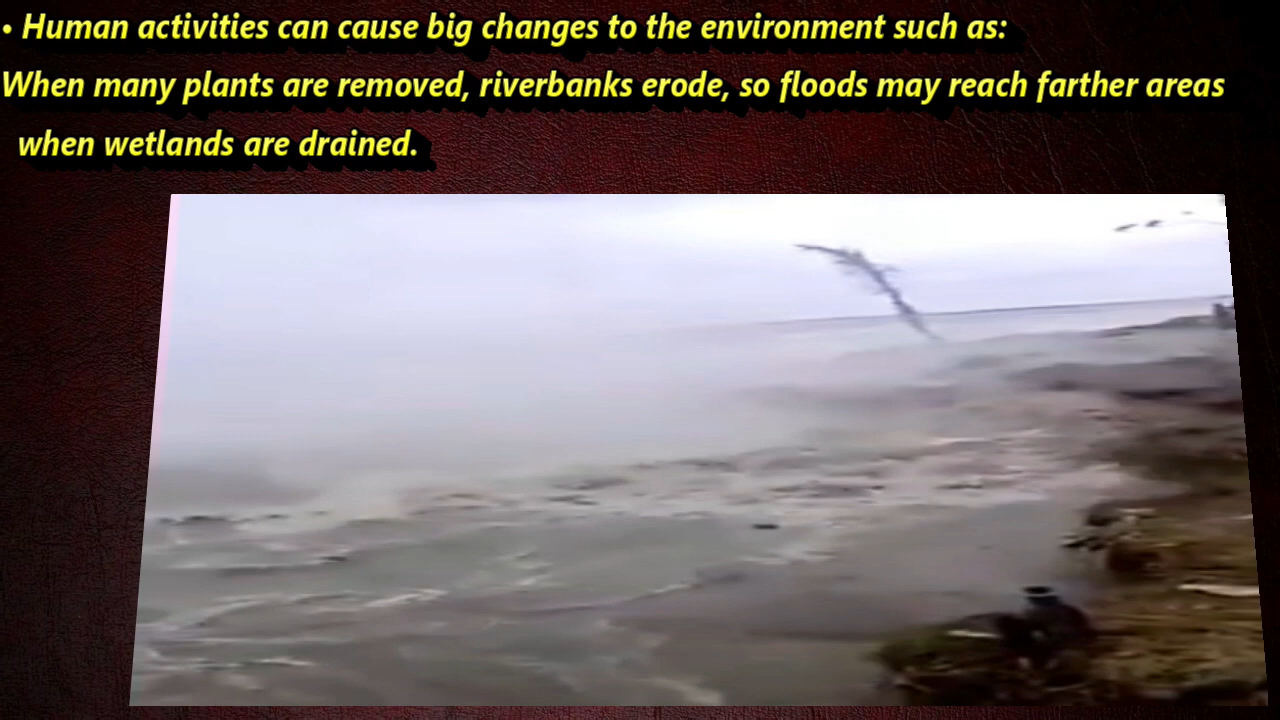 • Human activities can cause big changes to the environment such as:
When many plants are removed, riverbanks erode, so floods may reach farther areas
when wetlands are drained.